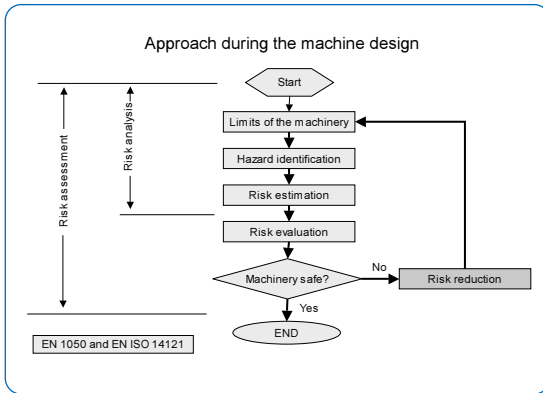 Approach during the machine design
Start
Limits of the machinery
Hazard identification
Risk estimation
Risk evaluation
Machinery safe?
No
Risk reduction
Yes
END
Risk assessment
Risk analysis
EN 1050 and EN ISO 14121